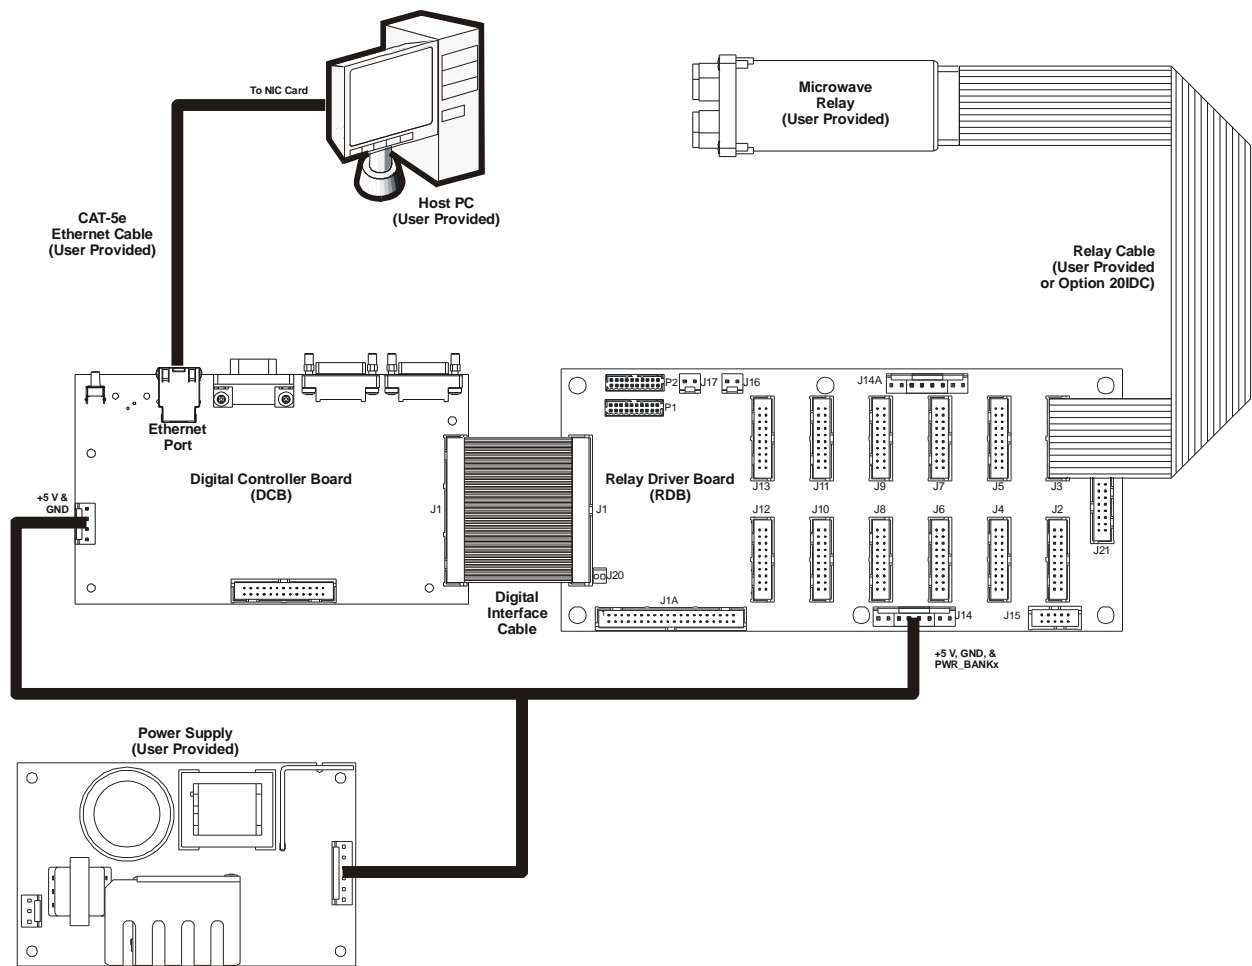 To NIC Card
Microwave
Relay
(User Provided)
Host PC
(User Provided)
CAT-5e
Ethernet Cable
(User Provided)
Relay Cable
(User Provided
or Option 20IDC)
P2
J17
J16
J14A
P1
Ethernet
Port
Digital Controller Board
(DCB)
Relay Driver Board
(RDB)
J13
J11
J9
J7
J5
J3
+5 V &
GND
J1
J1
J12
J10
J8
J6
J4
J2
J21
J20
Digital
Interface
Cable
J1A
J14
J15
+5 V, GND, &
PWR_BANKx
Power Supply
(User Provided)